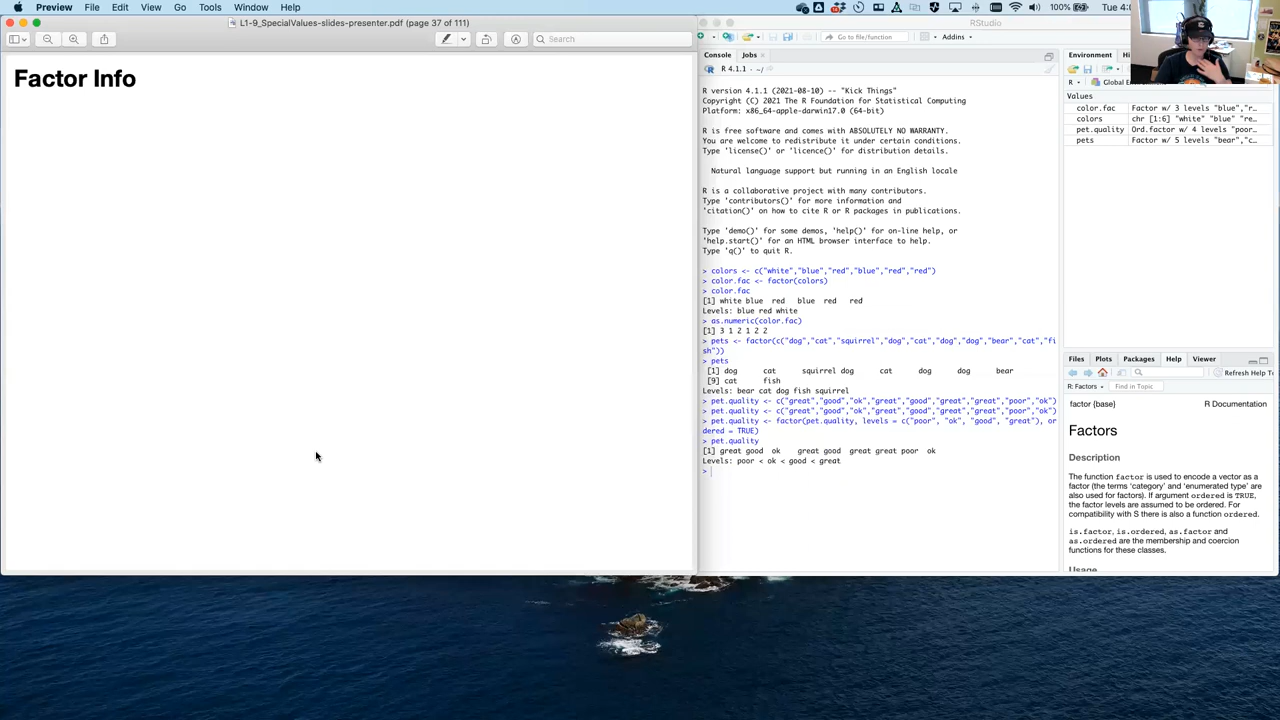 Preview File Edit View Go Tools Window Help
100% Tue 4:
L1-9_SpecialValues-slides-presenter.pdf (page 37 of 111)
Search
Factor Info
RStudio
Go to file/function
Addins
Console Jobs
R 4.1.1 · ~/
R version 4.1.1 (2021-08-10) -- "Kick Things"
Copyright (C) 2021 The R Foundation for Statistical Computing
Platform: x86_64-apple-darwin17.0 (64-bit)
R is free software and comes with ABSOLUTELY NO WARRANTY.
You are welcome to redistribute it under certain conditions.
Type 'license()' or 'licence()' for distribution details.
Natural language support but running in an English locale
R is a collaborative project with many contributors.
Type 'contributors()' for more information and
'citation()' on how to cite R or R packages in publications.
Type 'demo()' for some demos, 'help()' for on-line help, or
'help.start()' for an HTML browser interface to help.
Type 'q()' to quit R.
> colors <- c("white","blue","red","blue","red","red")
> color.fac <- factor(colors)
> color.fac
[1] white blue red blue red red
Levels: blue red white
> as.numeric(color.fac)
[1] 3 1 2 1 2 2
> pets <- factor(c("dog","cat","squirrel","dog","cat","dog","dog","bear","cat","fi
sh"))
> pets
[1] dog cat squirrel dog cat dog dog bear
[9] cat fish
Levels: bear cat dog fish squirrel
> pet.quality <- c("great","good","ok","great","good","great","great","poor","ok")
> pet.quality <- c("great","good","ok","great","good","great","great","poor","ok")
> pet.quality <- factor(pet.quality, levels = c("poor", "ok", "good", "great"), or
dered = TRUE)
> pet.quality
[1] great good ok great good great great poor ok
Levels: poor < ok < good < great
>
Environment Hi
R Global
Values
color.fac Factor w/ 3 levels "blue","r…
colors chr [1:6] "white" "blue" "re…
pet.quality Ord.factor w/ 4 levels "poor…
pets Factor w/ 5 levels "bear","c…
Files Plots Packages Help Viewer
Refresh Help T
R: Factors Find in Topic
factor {base} R Documentation
Factors
Description
The function factor is used to encode a vector as a
factor (the terms 'category' and 'enumerated type' are
also used for factors). If argument ordered is TRUE,
the factor levels are assumed to be ordered. For
compatibility with S there is also a function ordered.
is.factor, is.ordered, as.factor and
as.ordered are the membership and coercion
functions for these classes.
Usage